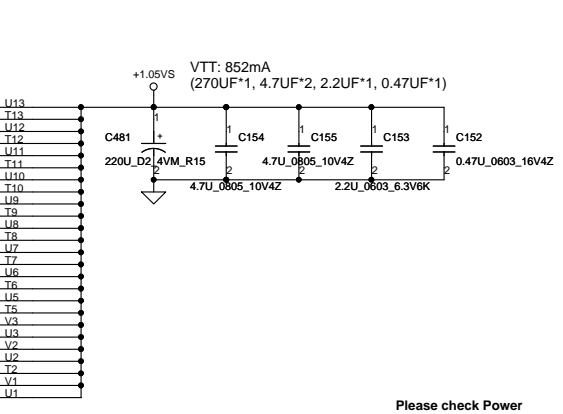 VTT: 852mA
+1.05VS
(270UF*1, 4.7UF*2, 2.2UF*1, 0.47UF*1)
U13
T13
U12
T12
U11
T11
U10
T10
U9
T9
U8
T8
U7
T7
U6
T6
U5
T5
V3
U3
V2
U2
T2
V1
U1
1
1
1
1
1
+
C481
C154
C155
C153
C152
220U_D2_4VM_R15
4.7U_0805_10V4Z
0.47U_0603_16V4Z
2
2
2
2
2
4.7U_0805_10V4Z
2.2U_0603_6.3V6K
Please check Power